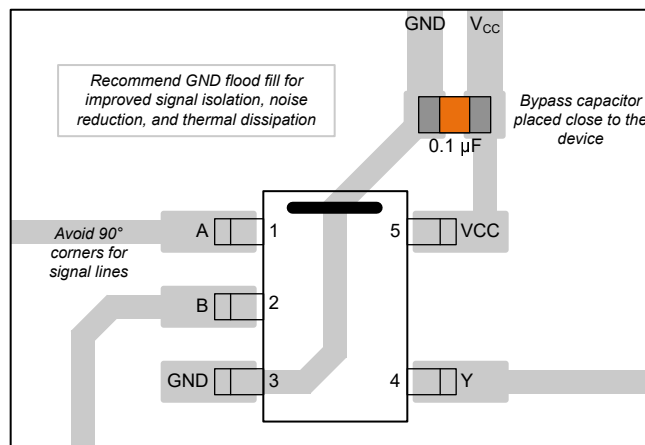 GND VCC
Recommend GND flood fill for
improved signal isolation, noise
reduction, and thermal dissipation
Bypass capacitor
placed close to the
device
0.1 µF
Avoid 90°
corners for
signal lines
A 1
5 VCC
B 2
GND 3
4 Y